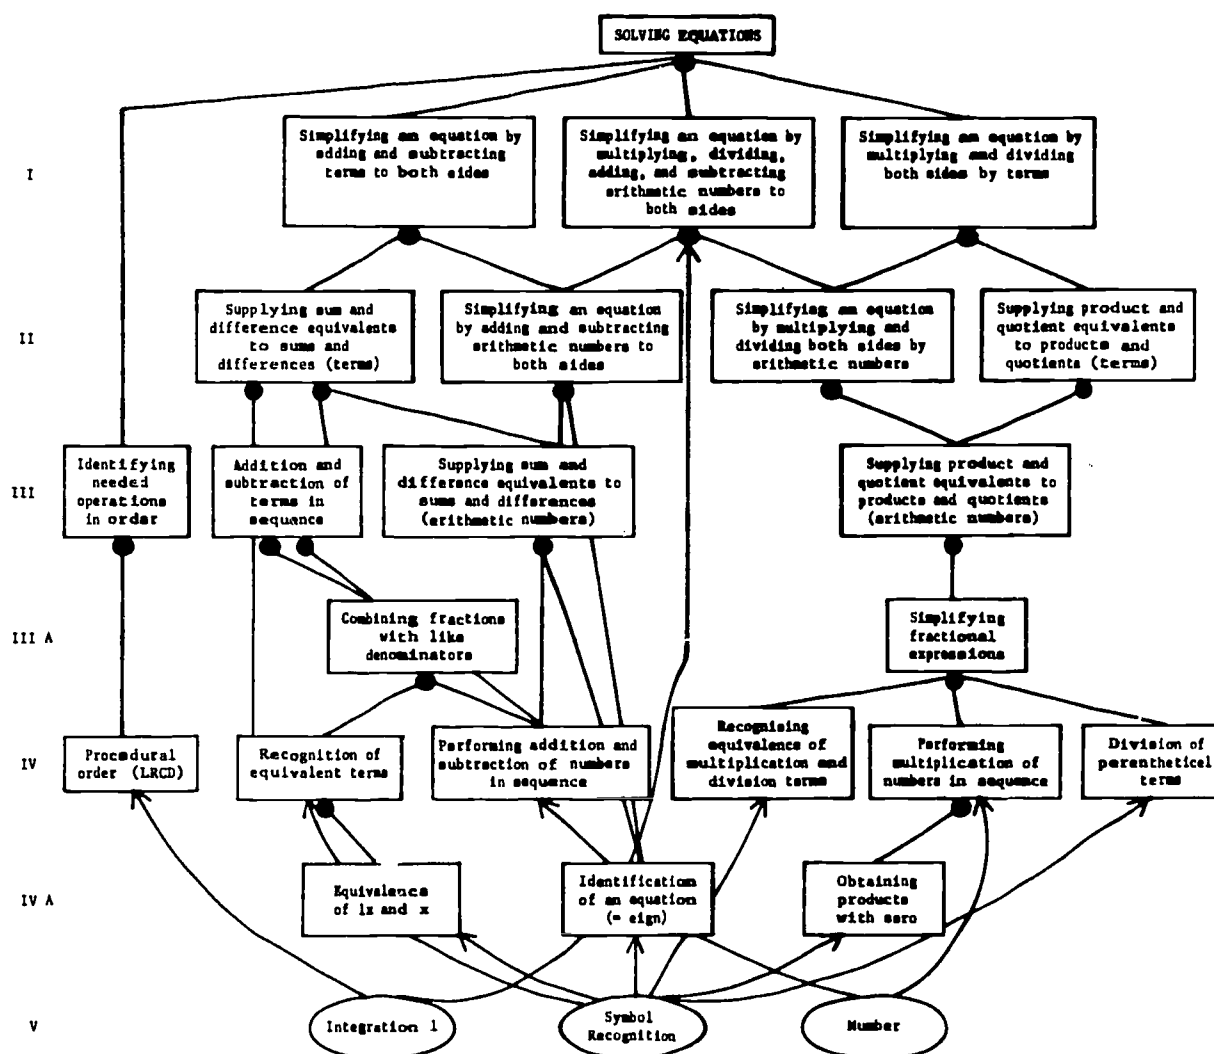 SOLVING EQUATIONS
I
Simplifying an equation by
adding and subtracting
terms to both sides
Simplifying an equation by
multiplying, dividing,
adding, and subtracting
arithmetic numbers to
both sides
Simplifying an equation by
multiplying and dividing
both sides by terms
II
Supplying sum and
difference equivalents
to sums and
differences (terms)
Simplifying an equation
by adding and subtracting
arithmetic numbers to
both sides
Simplifying an equation
by multiplying and
dividing both sides by
arithmetic numbers
Supplying product and
quotient equivalents
to products and
quotients (terms)
III
Identifying
needed
operations
in order
Addition and
subtraction of
terms in
sequence
Supplying sum and
difference equivalents to
sums and differences
(arithmetic numbers)
Supplying product and
quotient equivalents to
products and quotients
(arithmetic numbers)
III A
Combining fractions
with like
denominators
Simplifying
fractional
expressions
IV
Procedural
order (LRCD)
Recognition of
equivalent terms
Performing addition and
subtraction of numbers
in sequence
Recognizing
equivalence of
multiplication and
division terms
Performing
multiplication of
numbers in sequence
Division of
parenthetical
terms
IV A
Equivalence
of 1x and x
Identification
of an equation
(= sign)
Obtaining
products
with zero
V
Integration 1
Symbol
Recognition
Number